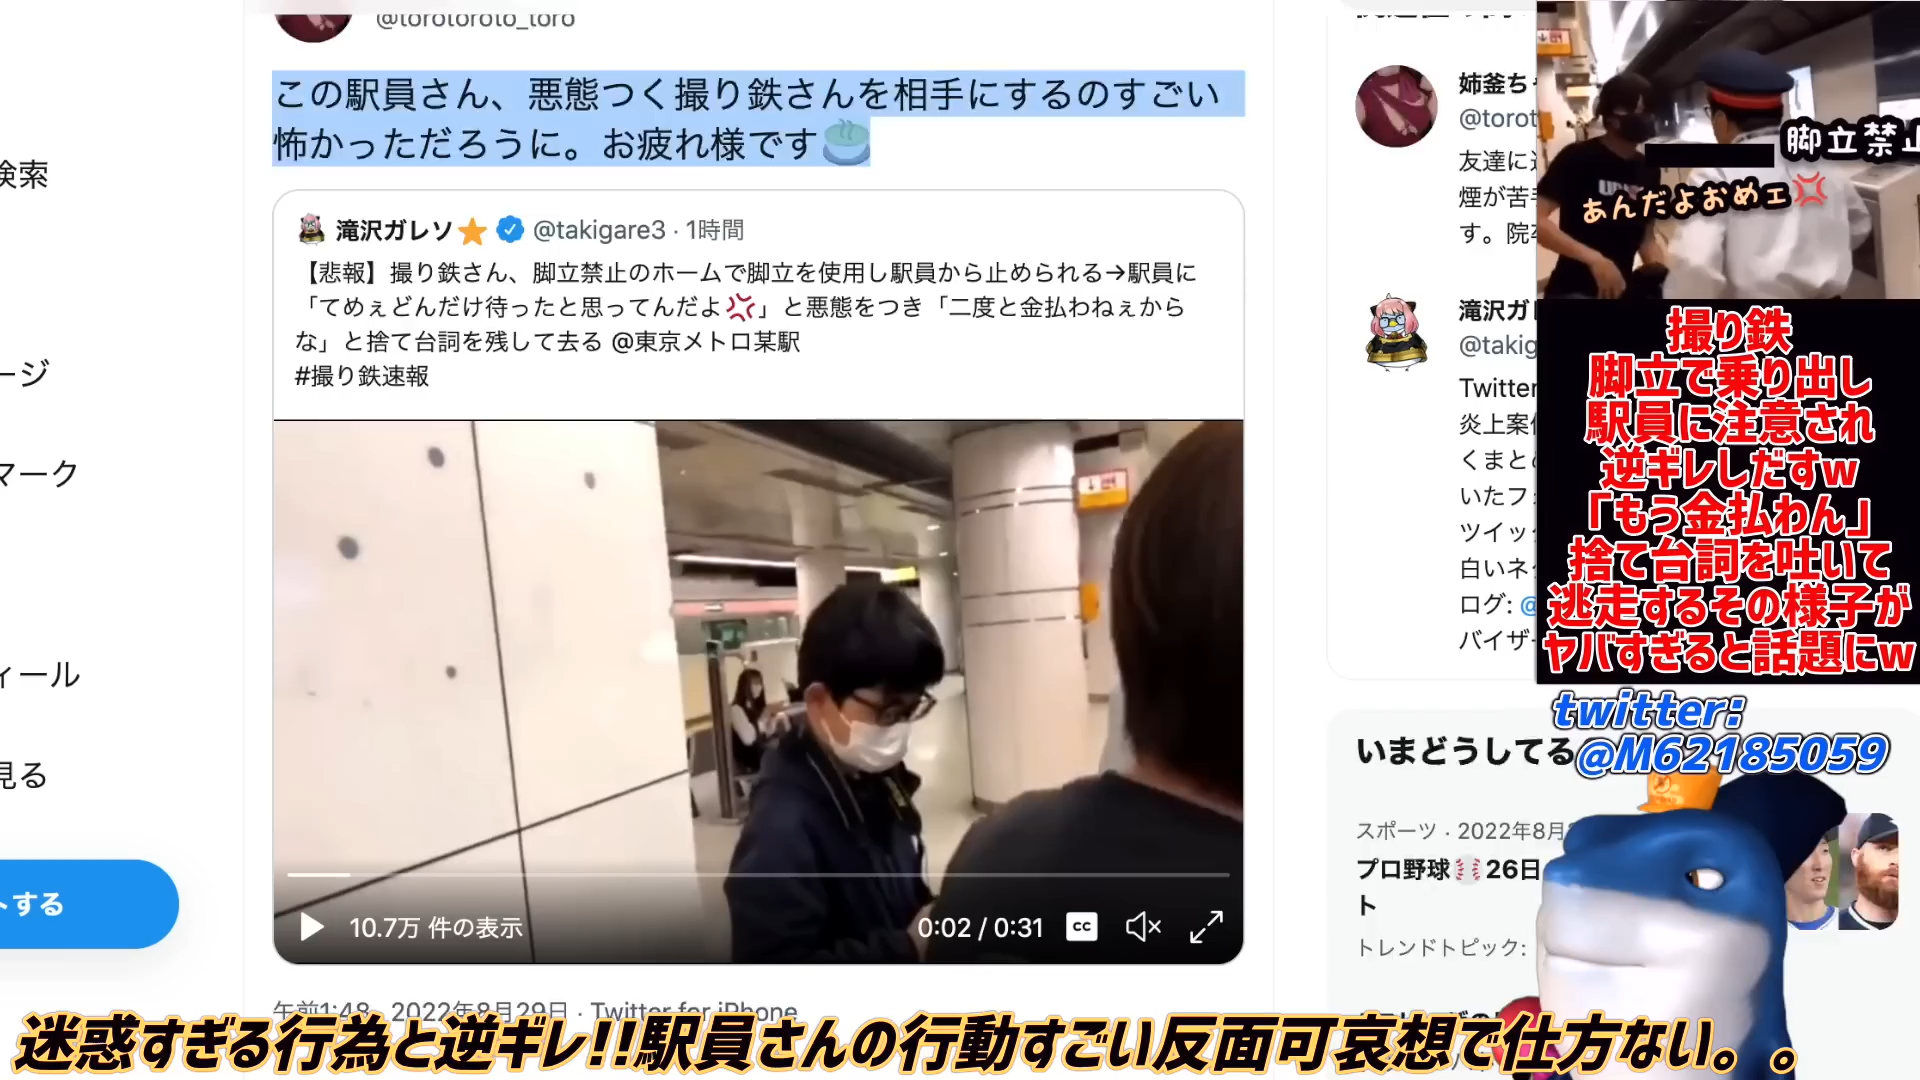 @torotoroto_toro
この駅員さん、悪態つく撮り鉄さんを相手にするのすごい
怖かっただろうに。お疲れ様です🍵
滝沢ガレソ⭐ @takigare3 · 1時間
【悲報】撮り鉄さん、脚立禁止のホームで脚立を使用し駅員から止められる→駅員に
「てめぇどんだけ待ったと思ってんだよ💢」と悪態をつき「二度と金払わねぇから
な」と捨て台詞を残して去る @東京メトロ某駅
#撮り鉄速報
10.7万 件の表示
0:02 / 0:31
CC
午前1:48 · 2022年8月29日 · Twitter for iPhone
検索
ージ
マーク
ィール
見る
トする
姉釜ち
@torot
友達に
煙が苦
す。院
滝沢ガ
@takig
Twitter
炎上案
くまと
いたフ
ツイッ
白いネ
ログ: @
バイザ
いまどうしてる
スポーツ · 2022年8月
プロ野球⚾26日
ト
トレンドトピック:
脚立禁止
あんだよおめェ💢
撮り鉄
脚立で乗り出し
駅員に注意され
逆ギレしだすw
「もう金払わん」
捨て台詞を吐いて
逃走するその様子が
ヤバすぎると話題にw
twitter:
@M62185059
迷惑すぎる行為と逆ギレ!!駅員さんの行動すごい反面可哀想で仕方ない。。